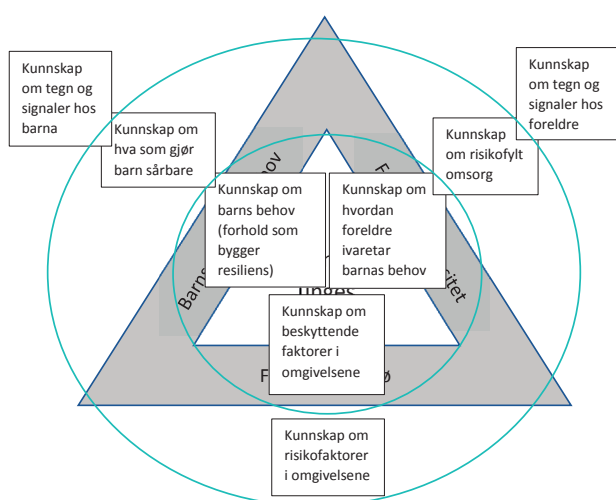 Kunnskap
om tegn og
signaler hos
barna
Kunnskap
om tegn og
signaler hos
foreldre
Kunnskap om
hva som gjør
barn sårbare
Kunnskap
om risikofylt
omsorg
Kunnskap om
barns behov
(forhold som
bygger
resiliens)
Kunnskap om
hvordan
foreldre
ivaretar
barnas behov
Barns
Kunnskap om
beskyttende
faktorer i
omgivelsene
Kunnskap om
risikofaktorer
i omgivelsene